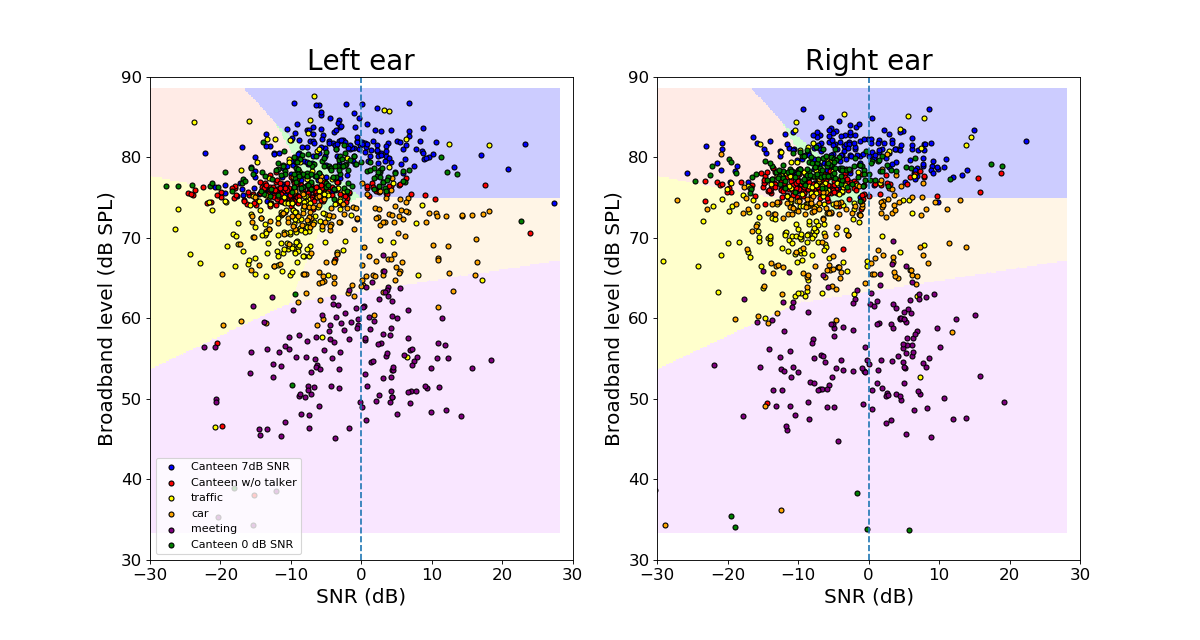 Left ear
Right ear
90
80
70
60
50
40
30
Broadband level (dB SPL)
Canteen 7dB SNR
Canteen w/o talker
traffic
car
meeting
Canteen 0 dB SNR
−30
−20
−10
0
10
20
30
SNR (dB)
90
80
70
60
50
40
30
Broadband level (dB SPL)
−30
−20
−10
0
10
20
30
SNR (dB)